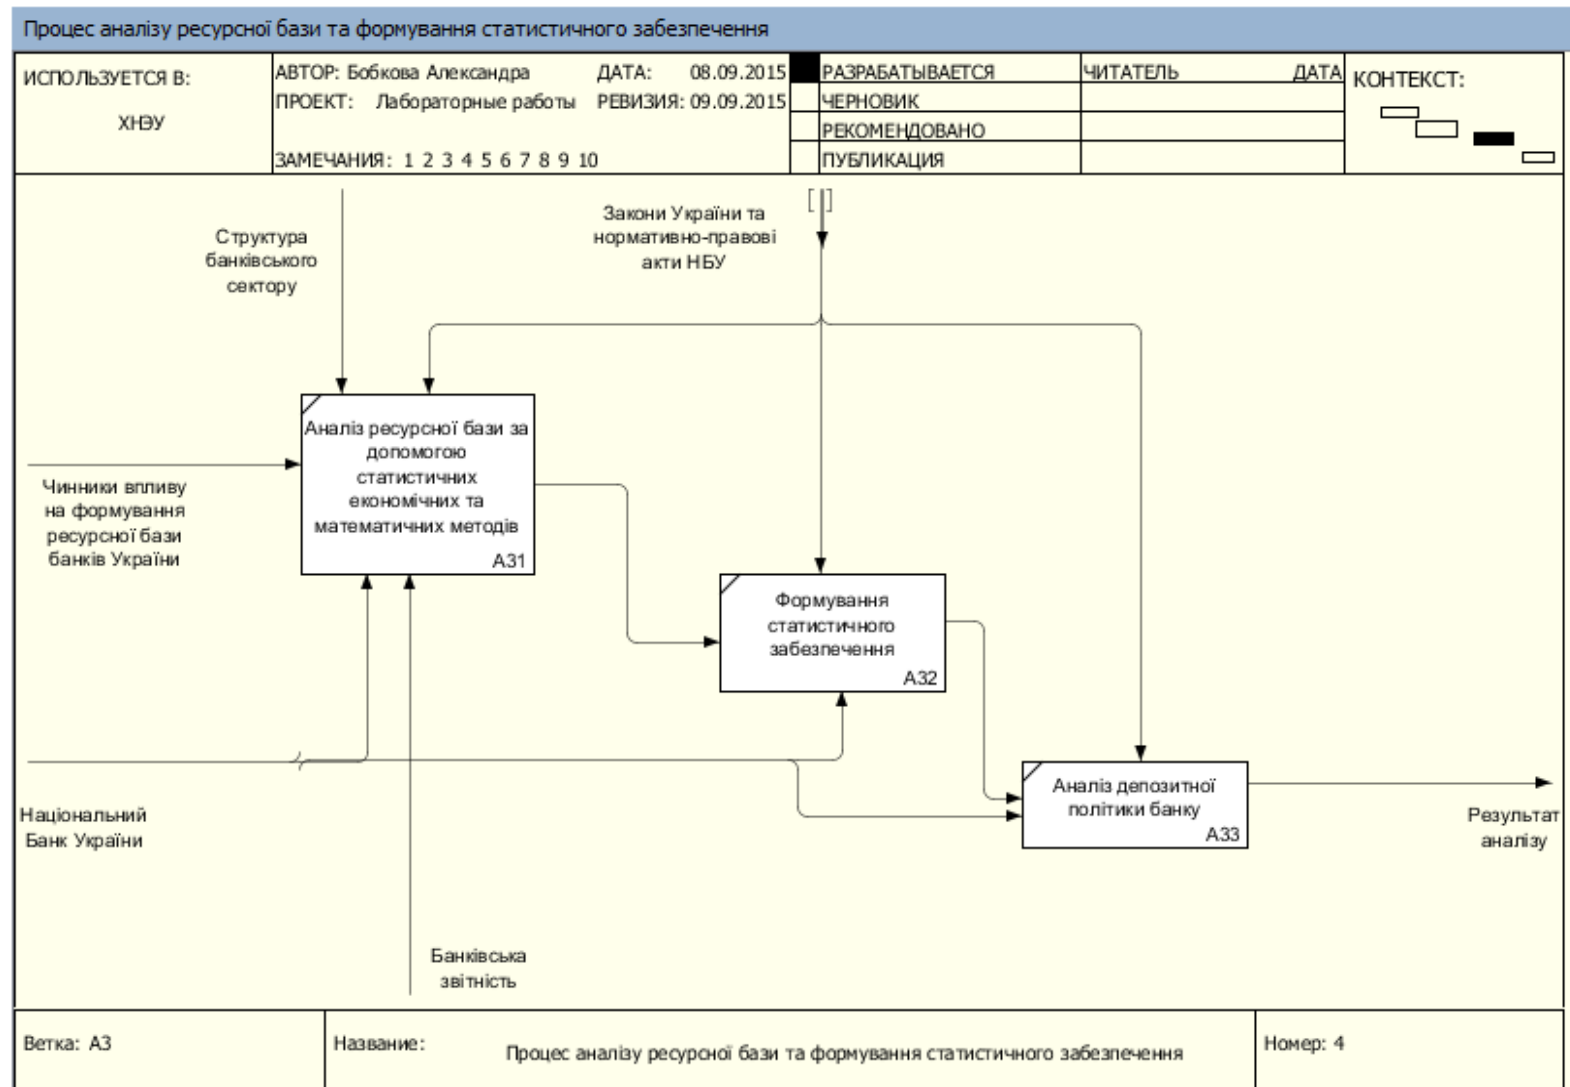 Процес аналізу ресурсної бази та формування статистичного забезпечення
ИСПОЛЬЗУЕТСЯ В:
ХНЭУ
АВТОР: Бобкова Александра ДАТА: 08.09.2015
ПРОЕКТ: Лабораторные работы РЕВИЗИЯ: 09.09.2015
ЗАМЕЧАНИЯ: 1 2 3 4 5 6 7 8 9 10
РАЗРАБАТЫВАЕТСЯ
ЧЕРНОВИК
РЕКОМЕНДОВАНО
ПУБЛИКАЦИЯ
ЧИТАТЕЛЬ ДАТА
КОНТЕКСТ:
Структура
банківського
сектору
Закони України та
нормативно-правові
акти НБУ
Аналіз ресурсної бази за
допомогою
статистичних
економічних та
математичних методів
А31
Чинники впливу
на формування
ресурсної бази
банків України
Формування
статистичного
забезпечення
А32
Аналіз депозитної
політики банку
А33
Національний
Банк України
Результат
аналізу
Банківська
звітність
Ветка: А3
Название:
Процес аналізу ресурсної бази та формування статистичного забезпечення
Номер: 4